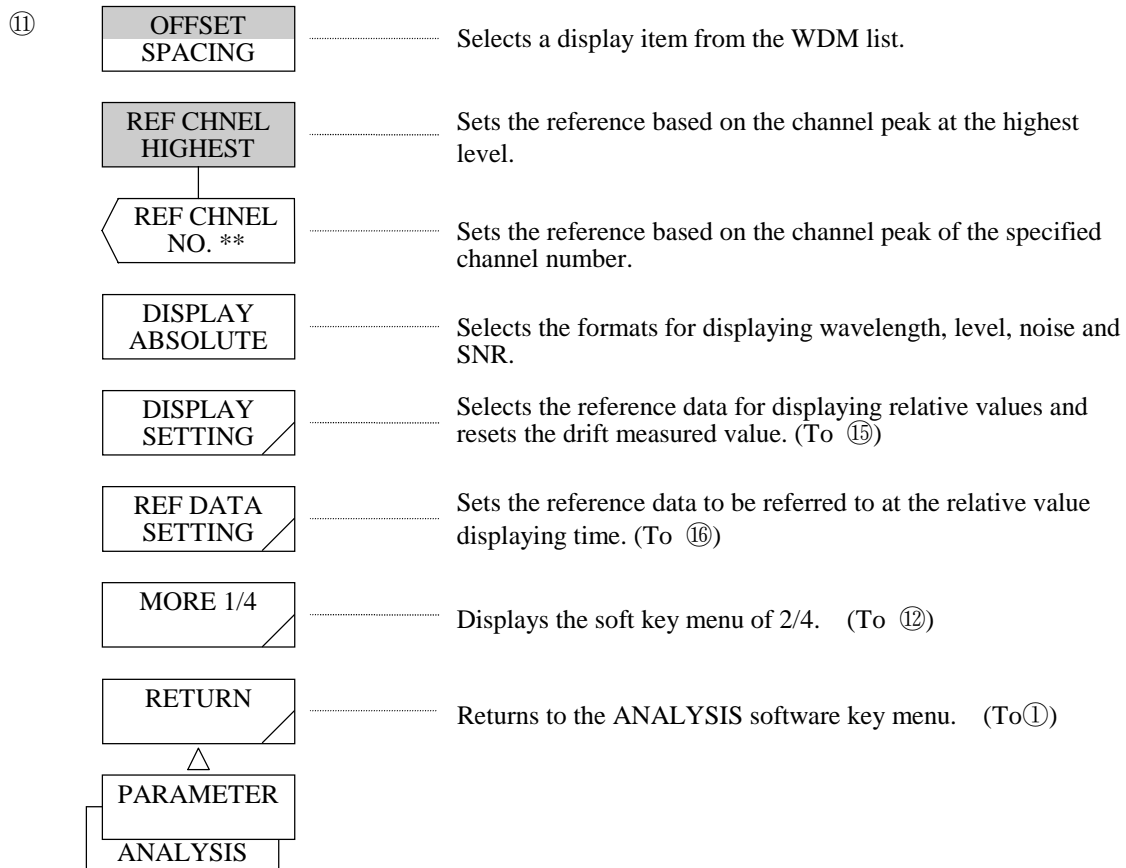 ⑪
OFFSET
SPACING
Selects a display item from the WDM list.
REF CHNEL
HIGHEST
Sets the reference based on the channel peak at the highest
level.
REF CHNEL
NO. **
Sets the reference based on the channel peak of the specified
channel number.
DISPLAY
ABSOLUTE
Selects the formats for displaying wavelength, level, noise and
SNR.
DISPLAY
SETTING
Selects the reference data for displaying relative values and
resets the drift measured value. (To ⑮)
REF DATA
SETTING
Sets the reference data to be referred to at the relative value
displaying time. (To ⑯)
MORE 1/4
Displays the soft key menu of 2/4. (To ⑫)
RETURN
Returns to the ANALYSIS software key menu. (To①)
PARAMETER
ANALYSIS